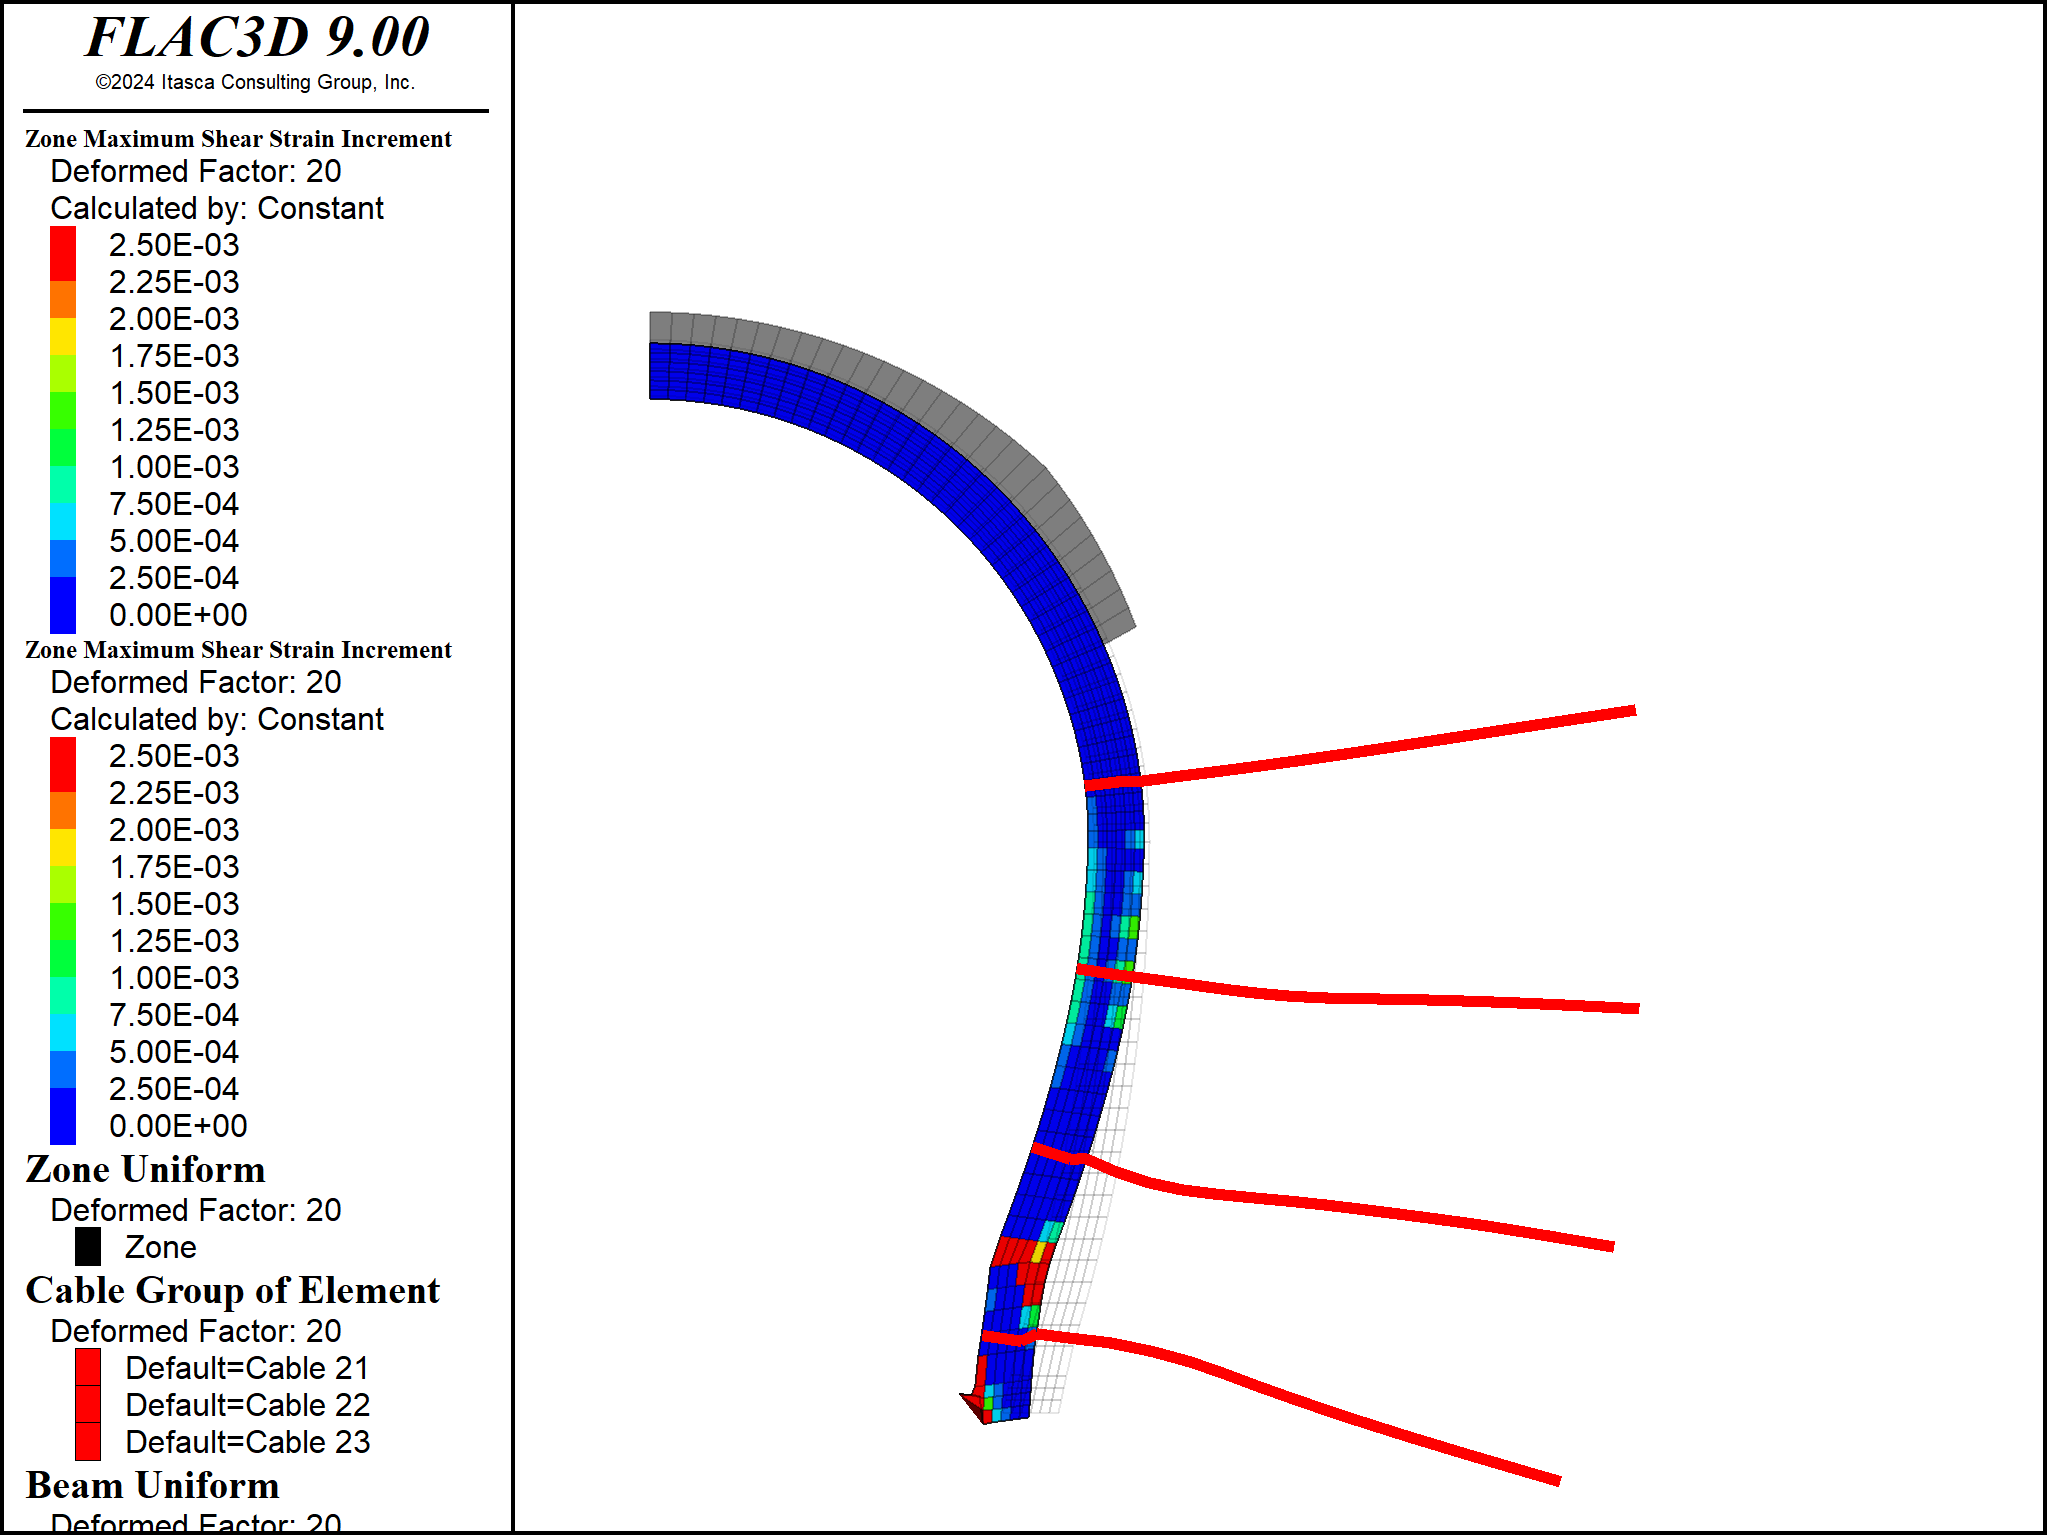 FLAC3D 9.00
©2024 Itasca Consulting Group, Inc.
Zone Maximum Shear Strain Increment
Deformed Factor: 20
Calculated by: Constant
2.50E-03
2.25E-03
2.00E-03
1.75E-03
1.50E-03
1.25E-03
1.00E-03
7.50E-04
5.00E-04
2.50E-04
0.00E+00
Zone Maximum Shear Strain Increment
Deformed Factor: 20
Calculated by: Constant
2.50E-03
2.25E-03
2.00E-03
1.75E-03
1.50E-03
1.25E-03
1.00E-03
7.50E-04
5.00E-04
2.50E-04
0.00E+00
Zone Uniform
Deformed Factor: 20
Zone
Cable Group of Element
Deformed Factor: 20
Default=Cable 21
Default=Cable 22
Default=Cable 23
Beam Uniform
Deformed Factor: 20